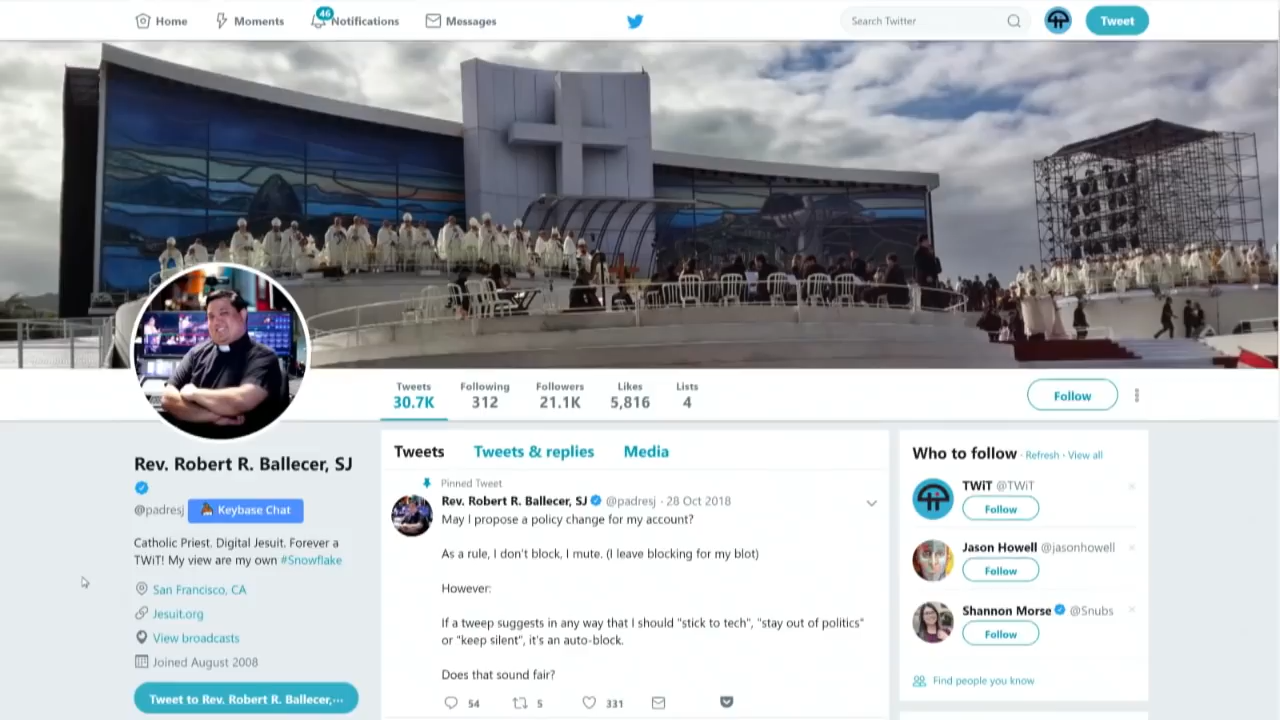 Home
Moments
46
Notifications
Messages
Search Twitter
Tweet
Tweets
30.7K
Following
312
Followers
21.1K
Likes
5,816
Lists
4
Follow
Rev. Robert R. Ballecer, SJ
@padresj
Keybase Chat
Catholic Priest. Digital Jesuit. Forever a
TWiT! My view are my own #Snowflake
San Francisco, CA
Jesuit.org
View broadcasts
Joined August 2008
Tweet to Rev. Robert R. Ballecer,...
Tweets
Tweets & replies
Media
Pinned Tweet
Rev. Robert R. Ballecer, SJ @padresj · 28 Oct 2018
May I propose a policy change for my account?
As a rule, I don't block, I mute. (I leave blocking for my blot)
However:
If a tweep suggests in any way that I should "stick to tech", "stay out of politics"
or "keep silent", it's an auto-block.
Does that sound fair?
54
5
331
Who to follow · Refresh · View all
TWiT @TWiT
Follow
Jason Howell @jasonhowell
Follow
Shannon Morse @Snubs
Follow
Find people you know